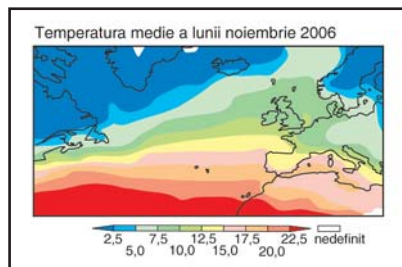 Temperatura medie a lunii noiembrie 2006
2,5 7,5 12,5 17,5 22,5 nedefinit
5,0 10,0 15,0 20,0